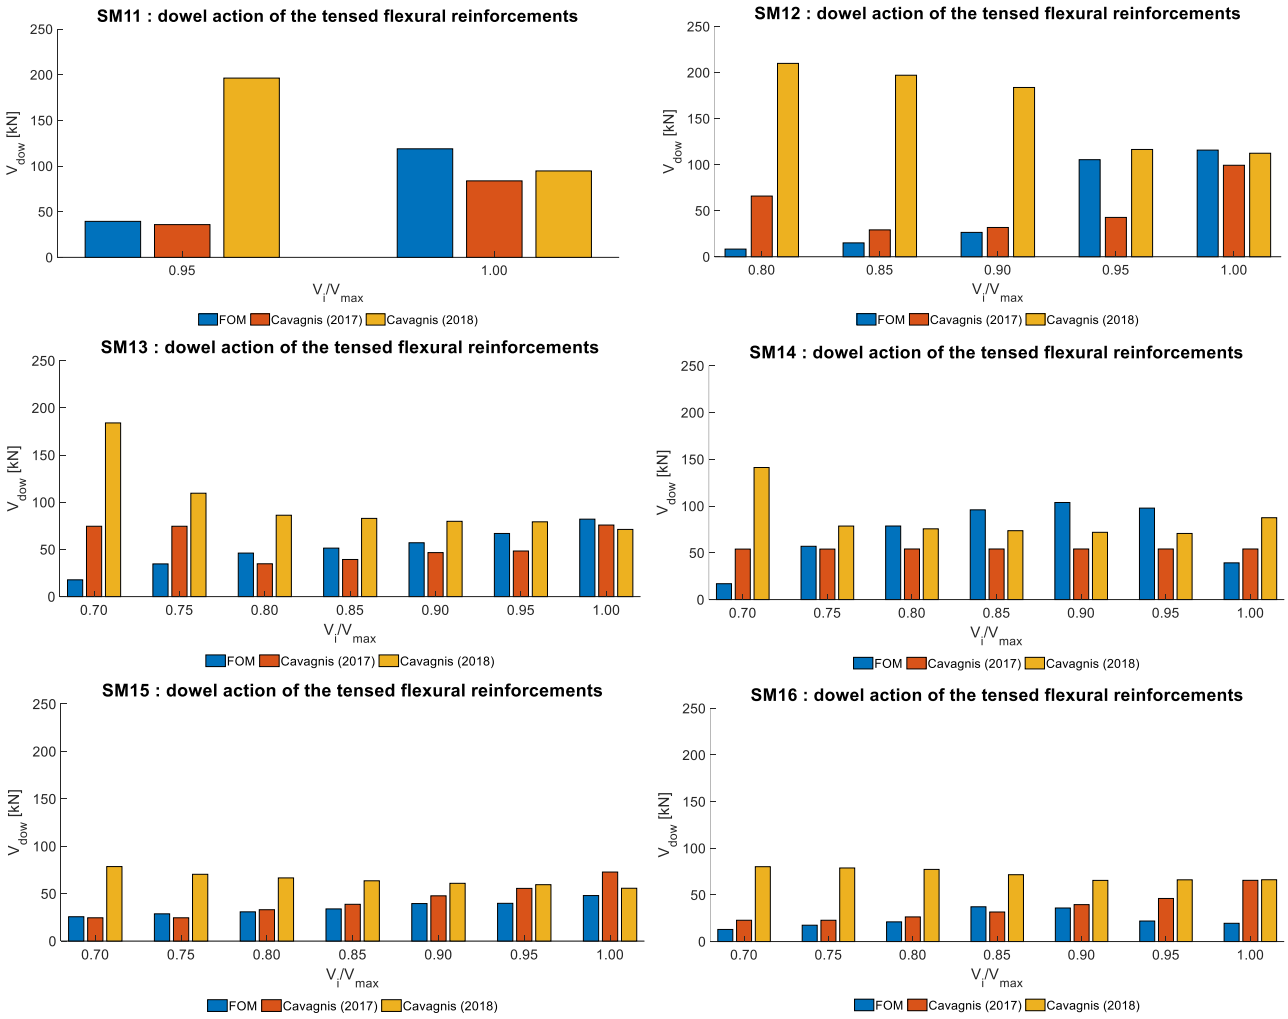 SM11 : dowel action of the tensed flexural reinforcements
250
200
150
100
50
0
V_dow [kN]
0.95 1.00
V_i/V_max
FOM Cavagnis (2017) Cavagnis (2018)
SM12 : dowel action of the tensed flexural reinforcements
250
200
150
100
50
0
V_dow [kN]
0.80 0.85 0.90 0.95 1.00
V_i/V_max
FOM Cavagnis (2017) Cavagnis (2018)
SM13 : dowel action of the tensed flexural reinforcements
250
200
150
100
50
0
V_dow [kN]
0.70 0.75 0.80 0.85 0.90 0.95 1.00
V_i/V_max
FOM Cavagnis (2017) Cavagnis (2018)
SM14 : dowel action of the tensed flexural reinforcements
250
200
150
100
50
0
V_dow [kN]
0.70 0.75 0.80 0.85 0.90 0.95 1.00
V_i/V_max
FOM Cavagnis (2017) Cavagnis (2018)
SM15 : dowel action of the tensed flexural reinforcements
250
200
150
100
50
0
V_dow [kN]
0.70 0.75 0.80 0.85 0.90 0.95 1.00
V_i/V_max
FOM Cavagnis (2017) Cavagnis (2018)
SM16 : dowel action of the tensed flexural reinforcements
250
200
150
100
50
0
V_dow [kN]
0.70 0.75 0.80 0.85 0.90 0.95 1.00
V_i/V_max
FOM Cavagnis (2017) Cavagnis (2018)